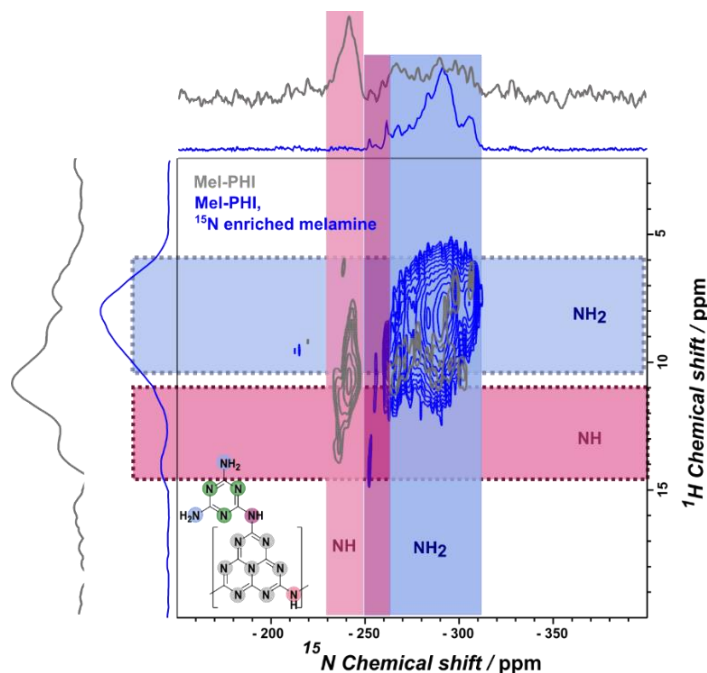 Mel-PHI
Mel-PHI,
15N enriched melamine
5
NH2
10
NH
15
1H Chemical shift / ppm
NH2
N
N
H2N
N
NH
N
N
N
N
N
N
N
N
H
NH
NH2
- 200
- 250
- 300
- 350
15
N Chemical shift / ppm